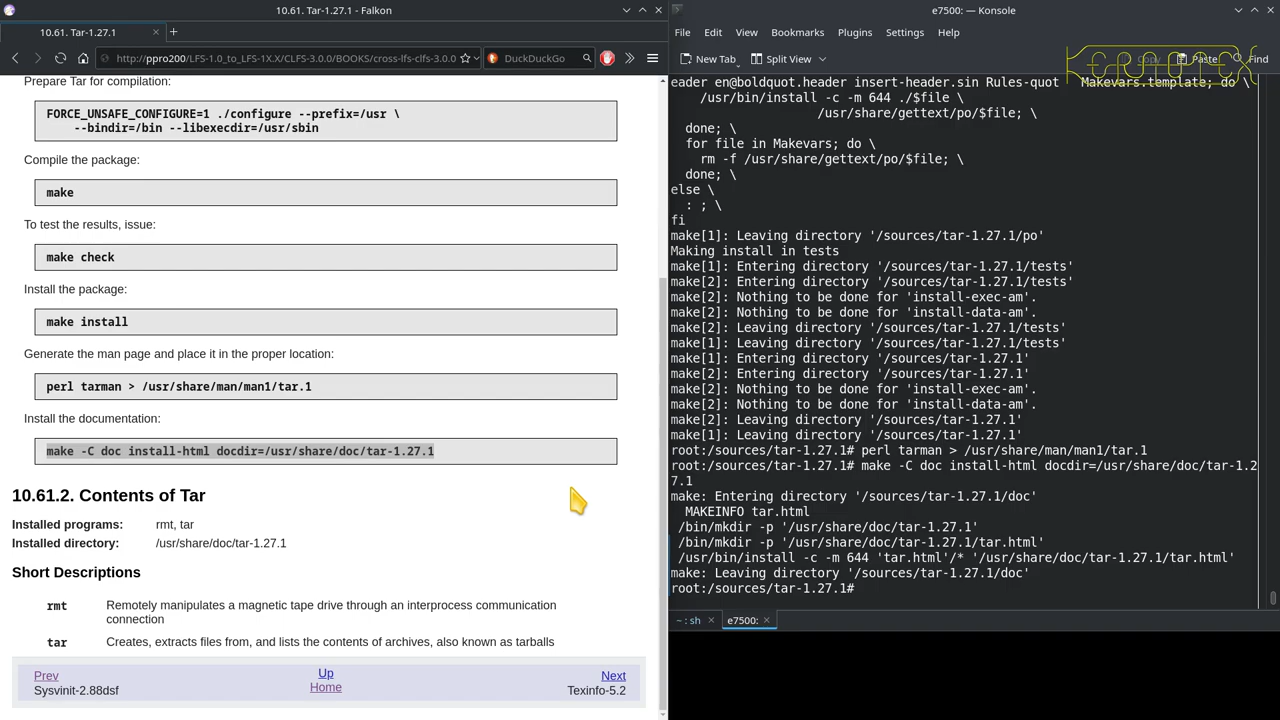 10.61. Tar-1.27.1 - Falkon
10.61. Tar-1.27.1
http://ppro200/LFS-1.0_to_LFS-1X.X/CLFS-3.0.0/BOOKS/cross-lfs-clfs-3.0.0
DuckDuckGo
Prepare Tar for compilation:
FORCE_UNSAFE_CONFIGURE=1 ./configure --prefix=/usr \
--bindir=/bin --libexecdir=/usr/sbin
Compile the package:
make
To test the results, issue:
make check
Install the package:
make install
Generate the man page and place it in the proper location:
perl tarman > /usr/share/man/man1/tar.1
Install the documentation:
make -C doc install-html docdir=/usr/share/doc/tar-1.27.1
10.61.2. Contents of Tar
Installed programs: rmt, tar
Installed directory: /usr/share/doc/tar-1.27.1
Short Descriptions
rmt Remotely manipulates a magnetic tape drive through an interprocess communication
connection
tar Creates, extracts files from, and lists the contents of archives, also known as tarballs
Prev Up Next
Sysvinit-2.88dsf Home Texinfo-5.2
e7500: — Konsole
File Edit View Bookmarks Plugins Settings Help
New Tab Split View Copy Paste Find
eader en@boldquot.header insert-header.sin Rules-quot Makevars.template; do \
/usr/bin/install -c -m 644 ./$file \
/usr/share/gettext/po/$file; \
done; \
for file in Makevars; do \
rm -f /usr/share/gettext/po/$file; \
done; \
else \
: ; \
fi
make[1]: Leaving directory '/sources/tar-1.27.1/po'
Making install in tests
make[1]: Entering directory '/sources/tar-1.27.1/tests'
make[2]: Entering directory '/sources/tar-1.27.1/tests'
make[2]: Nothing to be done for 'install-exec-am'.
make[2]: Nothing to be done for 'install-data-am'.
make[2]: Leaving directory '/sources/tar-1.27.1/tests'
make[1]: Leaving directory '/sources/tar-1.27.1/tests'
make[1]: Entering directory '/sources/tar-1.27.1'
make[2]: Entering directory '/sources/tar-1.27.1'
make[2]: Nothing to be done for 'install-exec-am'.
make[2]: Nothing to be done for 'install-data-am'.
make[2]: Leaving directory '/sources/tar-1.27.1'
make[1]: Leaving directory '/sources/tar-1.27.1'
root:/sources/tar-1.27.1# perl tarman > /usr/share/man/man1/tar.1
root:/sources/tar-1.27.1# make -C doc install-html docdir=/usr/share/doc/tar-1.2
7.1
make: Entering directory '/sources/tar-1.27.1/doc'
MAKEINFO tar.html
/bin/mkdir -p '/usr/share/doc/tar-1.27.1'
/bin/mkdir -p '/usr/share/doc/tar-1.27.1/tar.html'
/usr/bin/install -c -m 644 'tar.html'/* '/usr/share/doc/tar-1.27.1/tar.html'
make: Leaving directory '/sources/tar-1.27.1/doc'
root:/sources/tar-1.27.1#
~ : sh e7500: